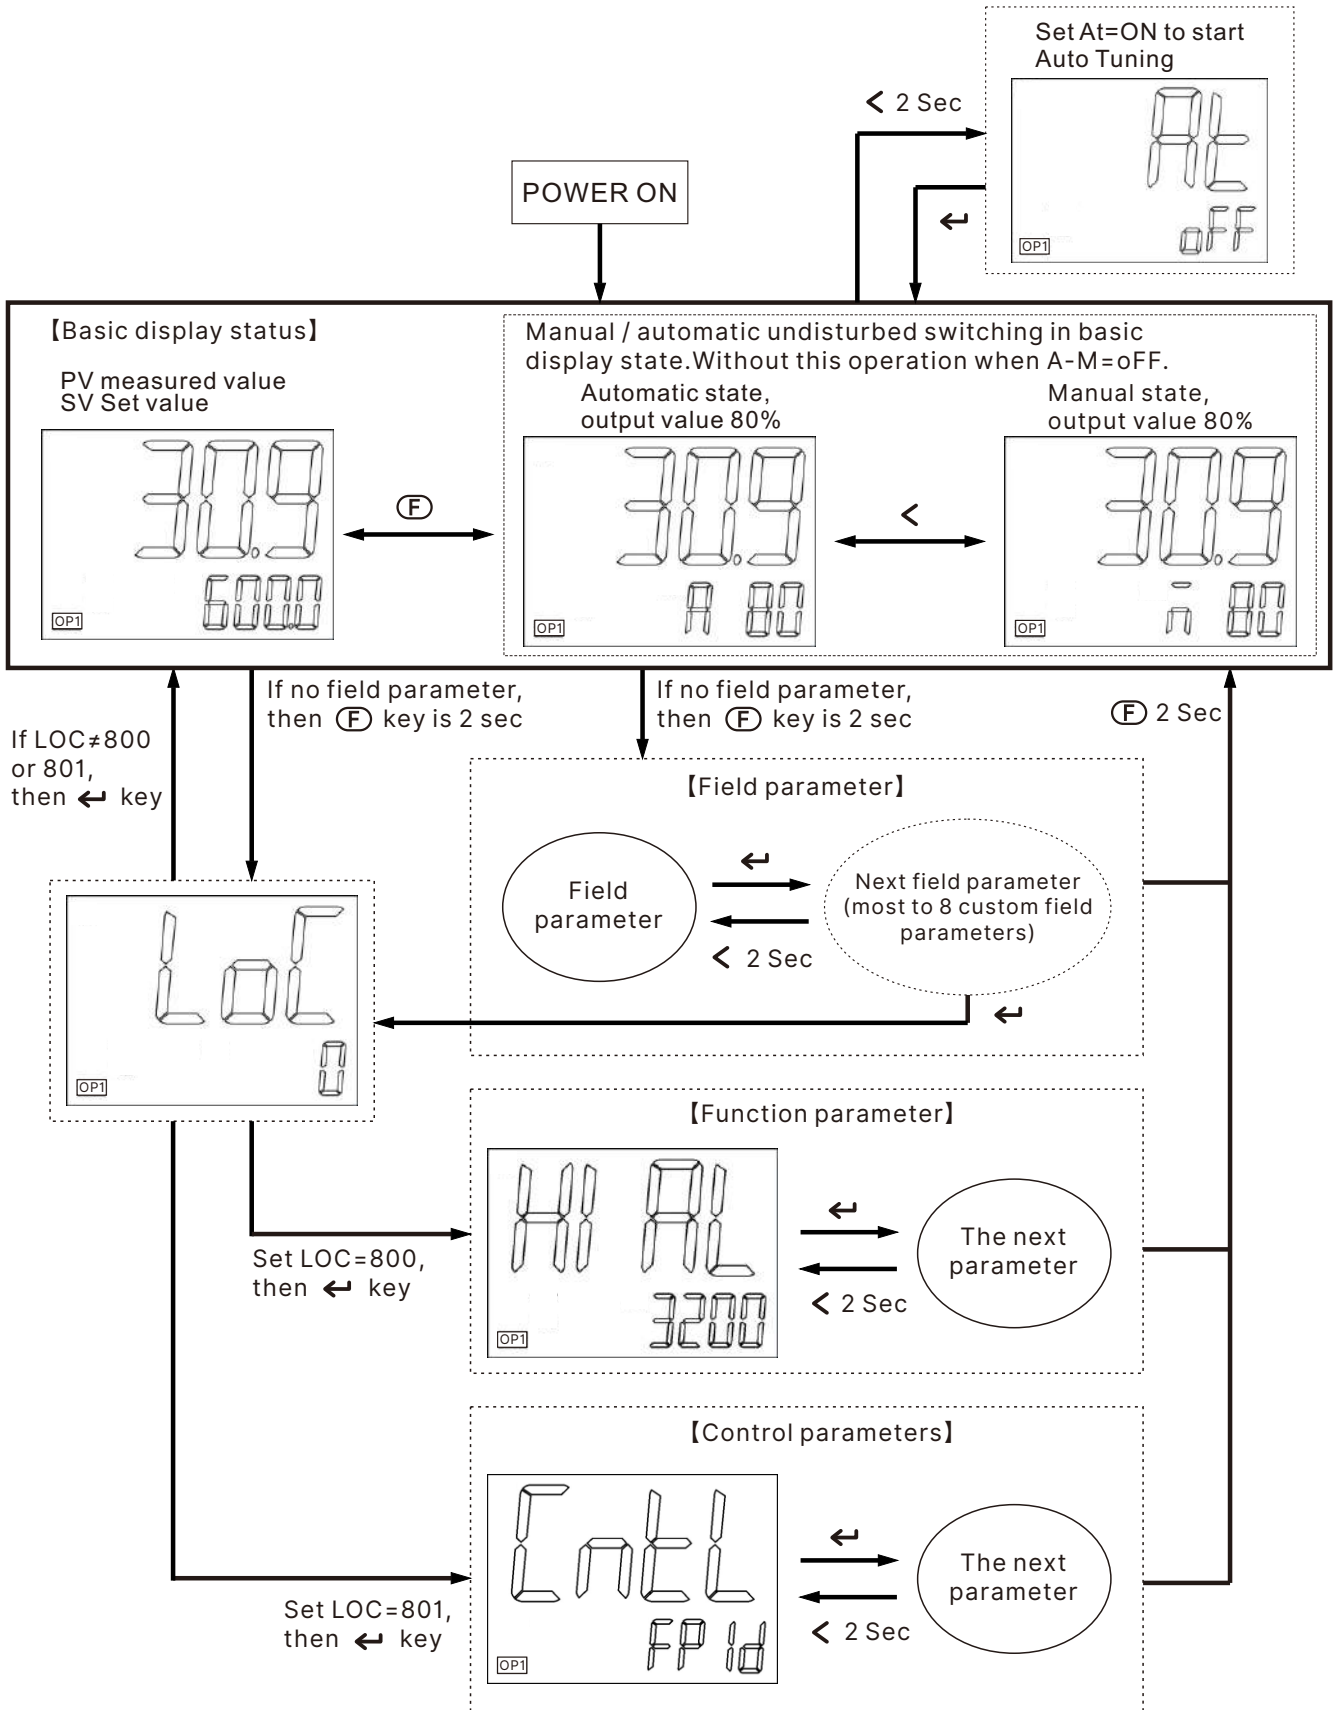 Set At=ON to start
Auto Tuning
< 2 Sec
At
oFF
OP1
POWER ON
↵
【Basic display status】
PV measured value
SV Set value
30.9
600.0
OP1
F
Manual / automatic undisturbed switching in basic
display state.Without this operation when A-M=oFF.
Automatic state,
output value 80%
30.9
A 80
OP1
<
Manual state,
output value 80%
30.9
80
OP1
If no field parameter,
then F key is 2 sec
If no field parameter,
then F key is 2 sec
F 2 Sec
If LOC≠800
or 801,
then ↵ key
【Field parameter】
Field
parameter
↵
< 2 Sec
Next field parameter
(most to 8 custom field
parameters)
↵
LoC
0
OP1
【Function parameter】
HIAL
3200
OP1
↵
< 2 Sec
The next
parameter
Set LOC=800,
then ↵ key
【Control parameters】
CntL
FPId
OP1
↵
< 2 Sec
The next
parameter
Set LOC=801,
then ↵ key